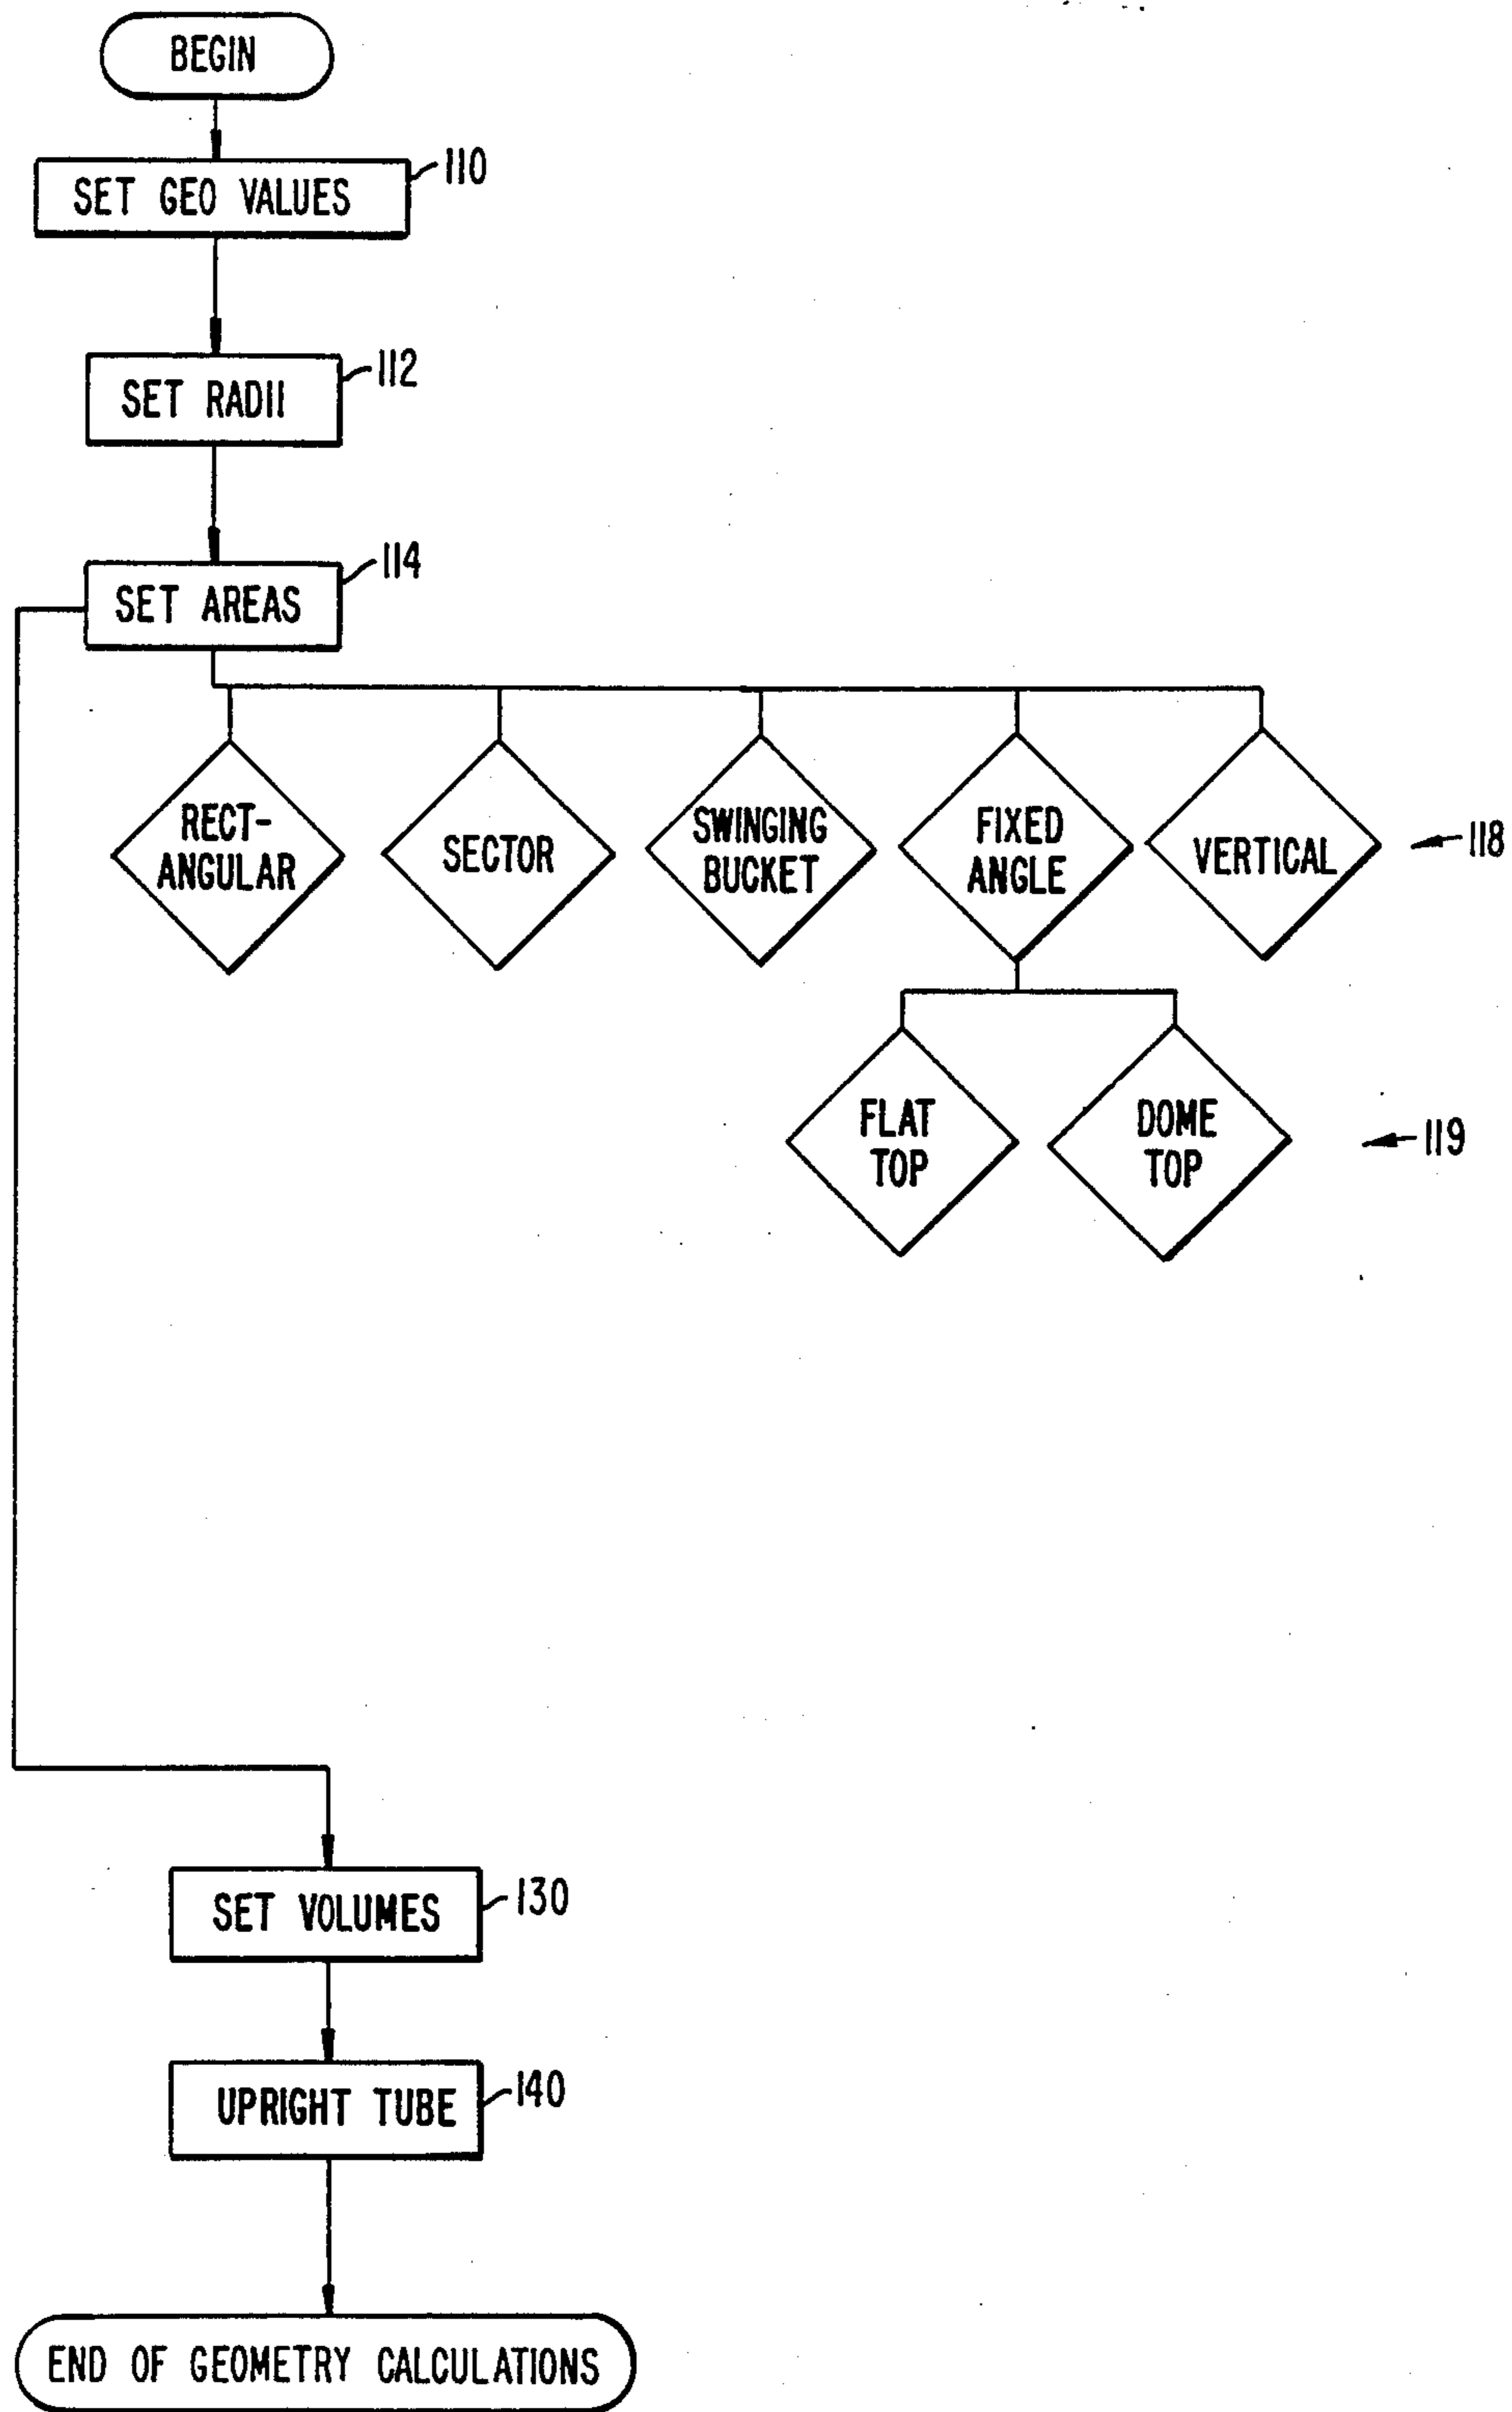 BEGIN
SET GEO VALUES
110
SET RADII
112
SET AREAS
114
RECT-
ANGULAR
SECTOR
SWINGING
BUCKET
FIXED
ANGLE
VERTICAL
118
FLAT
TOP
DOME
TOP
119
SET VOLUMES
130
UPRIGHT TUBE
140
END OF GEOMETRY CALCULATIONS